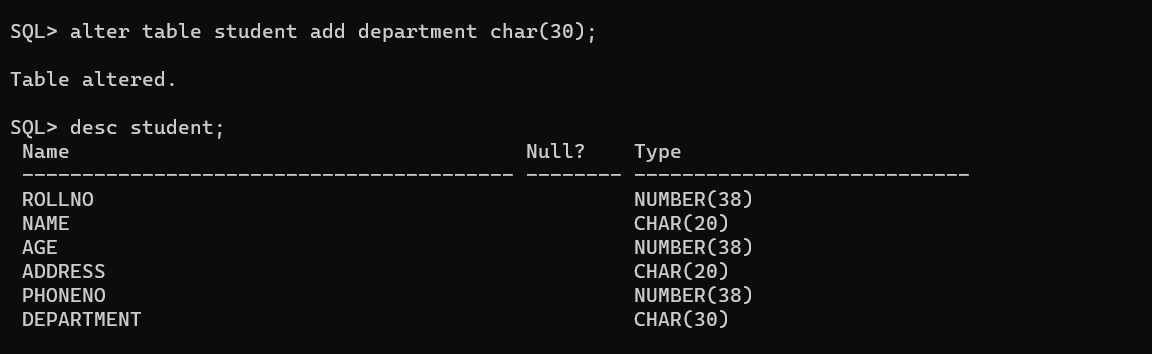 SQL> alter table student add department char(30);
Table altered.
SQL> desc student;
Name Null? Type
----------------------------------------- -------- ----------------------------
ROLLNO NUMBER(38)
NAME CHAR(20)
AGE NUMBER(38)
ADDRESS CHAR(20)
PHONENO NUMBER(38)
DEPARTMENT CHAR(30)